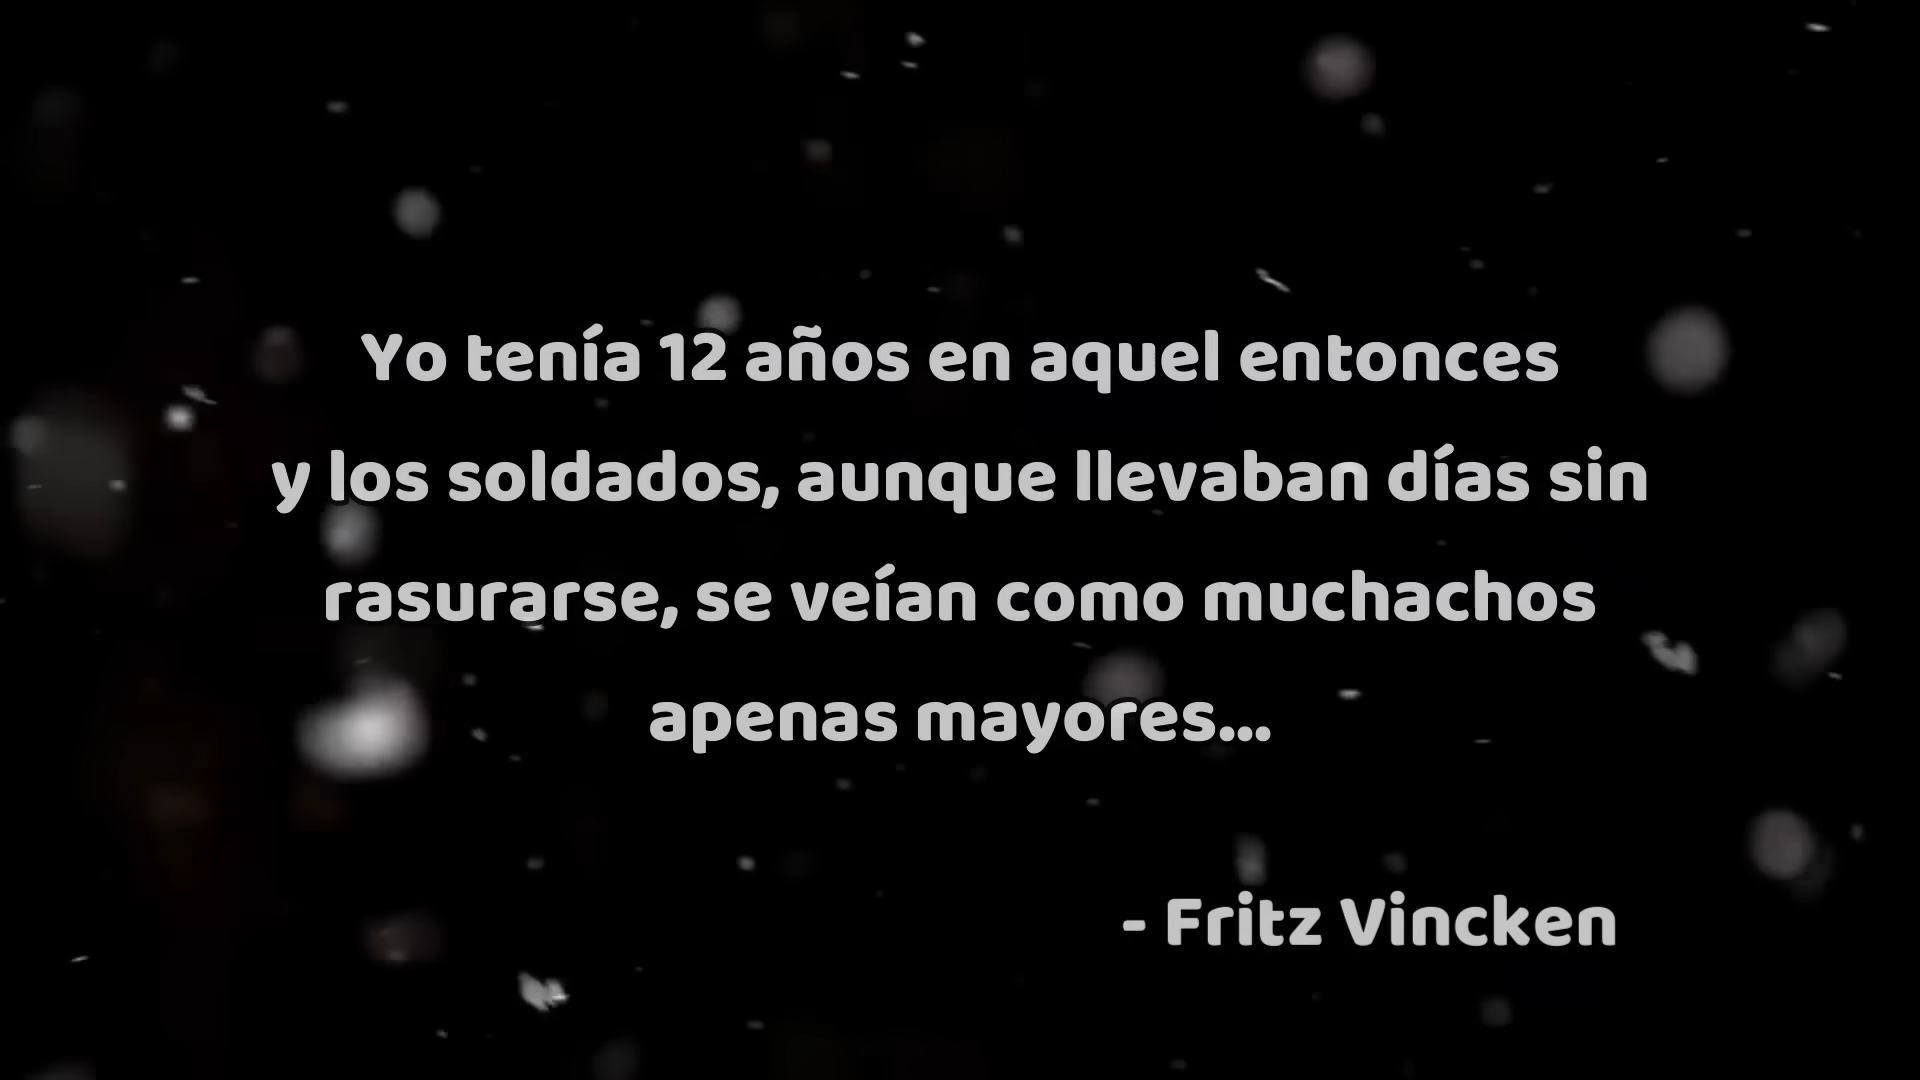 Yo tenía 12 años en aquel entonces
y los soldados, aunque llevaban días sin
rasurarse, se veían como muchachos
apenas mayores...
- Fritz Vincken